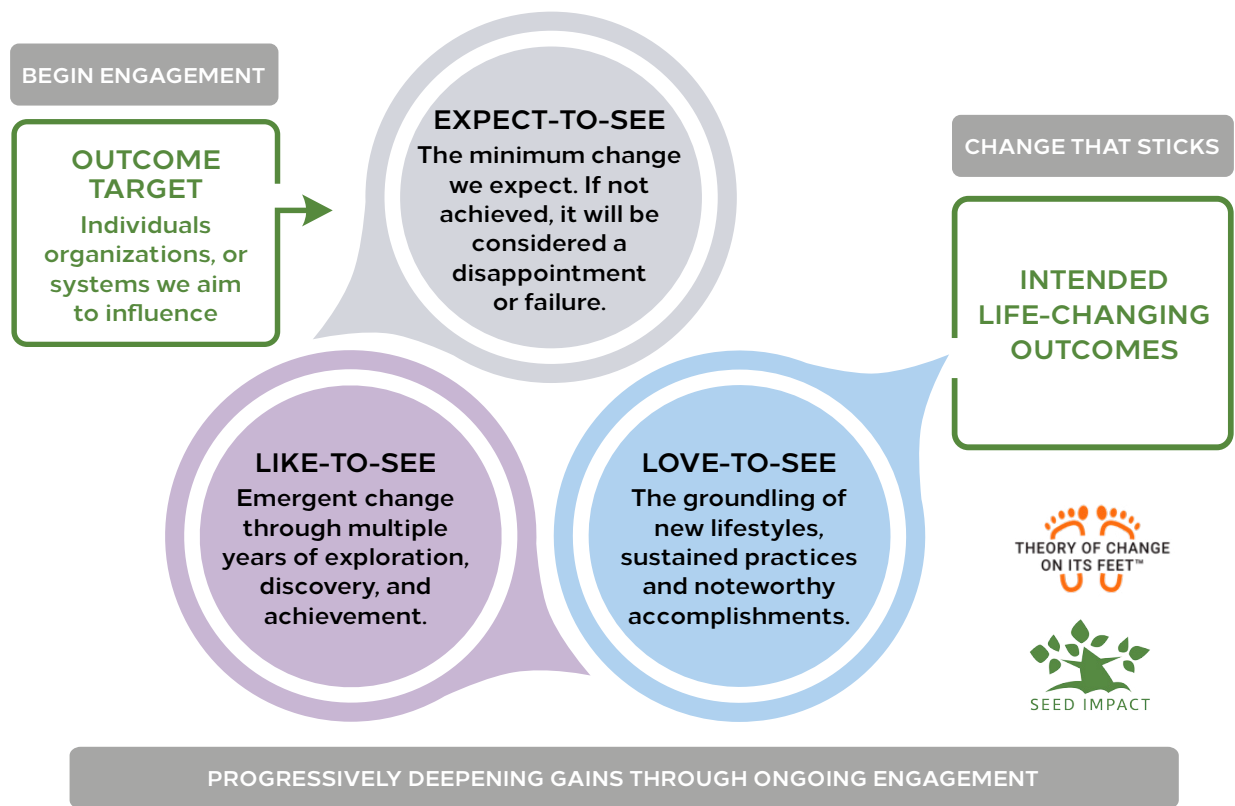 BEGIN ENGAGEMENT
OUTCOME
TARGET
Individuals
organizations, or
systems we aim
to influence
EXPECT-TO-SEE
The minimum change
we expect. If not
achieved, it will be
considered a
disappointment
or failure.
LIKE-TO-SEE
Emergent change
through multiple
years of exploration,
discovery, and
achievement.
LOVE-TO-SEE
The groundling of
new lifestyles,
sustained practices
and noteworthy
accomplishments.
CHANGE THAT STICKS
INTENDED
LIFE-CHANGING
OUTCOMES
THEORY OF CHANGE
ON ITS FEET™
SEED IMPACT
PROGRESSIVELY DEEPENING GAINS THROUGH ONGOING ENGAGEMENT